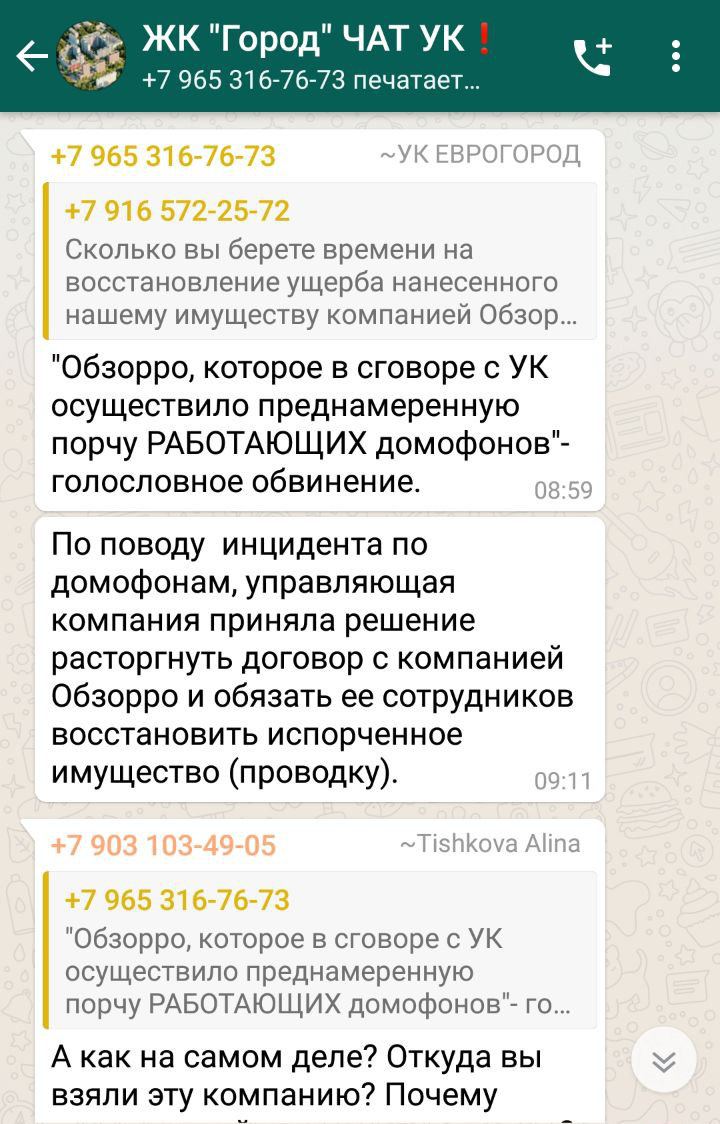 ЖК "Город" ЧАТ УК❗
+7 965 316-76-73 печатает...
+7 965 316-76-73 ~УК ЕВРОГОРОД
+7 916 572-25-72
Сколько вы берете времени на
восстановление ущерба нанесенного
нашему имуществу компанией Обзор...
"Обзорро, которое в сговоре с УК
осуществило преднамеренную
порчу РАБОТАЮЩИХ домофонов"-
голословное обвинение.
08:59
По поводу  инцидента по
домофонам, управляющая
компания приняла решение
расторгнуть договор с компанией
Обзорро и обязать ее сотрудников
восстановить испорченное
имущество (проводку).
09:11
+7 903 103-49-05 ~Tishkova Alina
+7 965 316-76-73
"Обзорро, которое в сговоре с УК
осуществило преднамеренную
порчу РАБОТАЮЩИХ домофонов"- го...
А как на самом деле? Откуда вы
взяли эту компанию? Почему